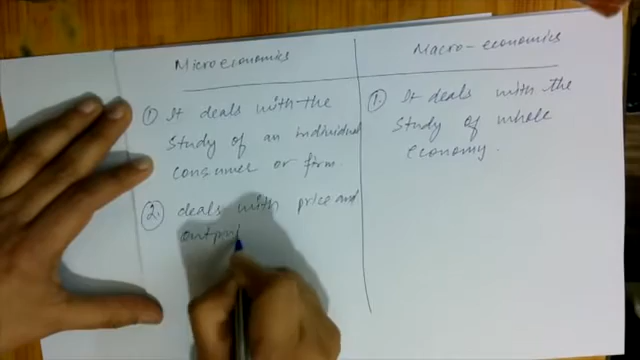 Microeconomics
Macro-economics
① It deals with the
study of an individual
consumer or firm.
② deals with price and
output
①. It deals with the
study of whole
economy.